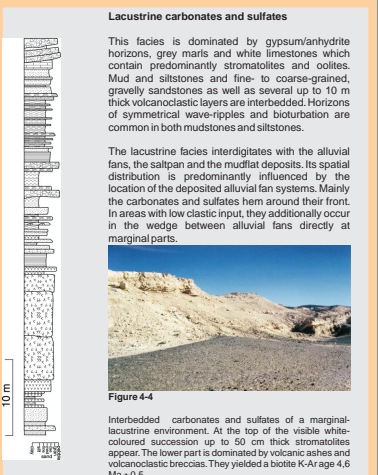 Lacustrine carbonates and sulfates
This facies is dominated by gypsum/anhydrite
horizons, grey marls and white limestones which
contain predominantly stromatolites and oolites.
Mud and siltstones and fine- to coarse-grained,
gravelly sandstones as well as several up to 10 m
thick volcanoclastic layers are interbedded. Horizons
of symmetrical wave-ripples and bioturbation are
common in both mudstones and siltstones.
The lacustrine facies interdigitates with the alluvial
fans, the saltpan and the mudflat deposits. Its spatial
distribution is predominantly influenced by the
location of the deposited alluvial fan systems. Mainly
the carbonates and sulfates hem around their front.
In areas with low clastic input, they additionally occur
in the wedge between alluvial fans directly at
marginal parts.
10 m
Figure 4-4
Interbedded carbonates and sulfates of a marginal-
lacustrine environment. At the top of the visible white-
coloured succession up to 50 cm thick stromatolites
appear. The lower part is dominated by volcanic ashes and
volcanoclastic breccias. They yielded a biotite K-Ar age 4,6
Ma ± 0,5